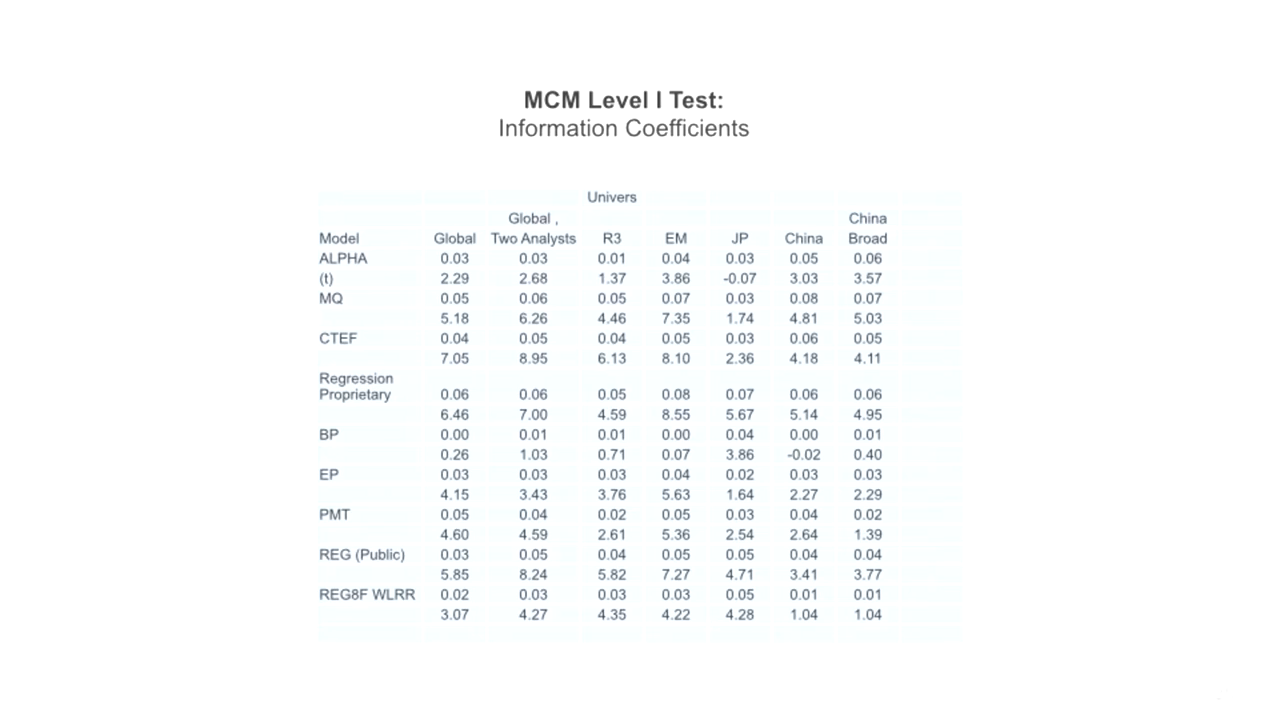 MCM Level I Test:
Information Coefficients
Univers
Global , China
Model Global Two Analysts R3 EM JP China Broad
ALPHA 0.03 0.03 0.01 0.04 0.03 0.05 0.06
(t) 2.29 2.68 1.37 3.86 -0.07 3.03 3.57
MQ 0.05 0.06 0.05 0.07 0.03 0.08 0.07
5.18 6.26 4.46 7.35 1.74 4.81 5.03
CTEF 0.04 0.05 0.04 0.05 0.03 0.06 0.05
7.05 8.95 6.13 8.10 2.36 4.18 4.11
Regression
Proprietary 0.06 0.06 0.05 0.08 0.07 0.06 0.06
6.46 7.00 4.59 8.55 5.67 5.14 4.95
BP 0.00 0.01 0.01 0.00 0.04 0.00 0.01
0.26 1.03 0.71 0.07 3.86 -0.02 0.40
EP 0.03 0.03 0.03 0.04 0.02 0.03 0.03
4.15 3.43 3.76 5.63 1.64 2.27 2.29
PMT 0.05 0.04 0.02 0.05 0.03 0.04 0.02
4.60 4.59 2.61 5.36 2.54 2.64 1.39
REG (Public) 0.03 0.05 0.04 0.05 0.05 0.04 0.04
5.85 8.24 5.82 7.27 4.71 3.41 3.77
REG8F WLRR 0.02 0.03 0.03 0.03 0.05 0.01 0.01
3.07 4.27 4.35 4.22 4.28 1.04 1.04